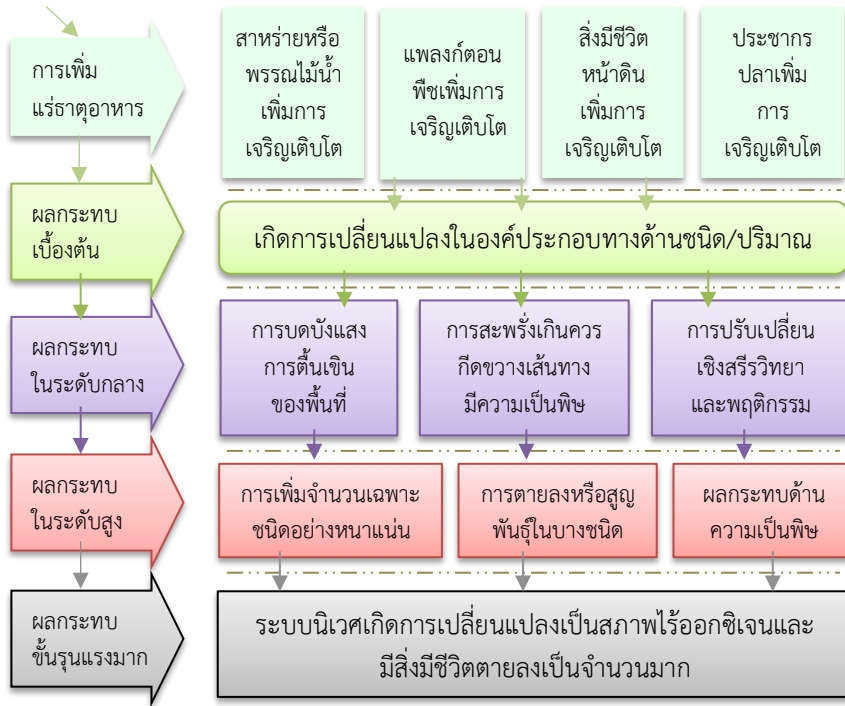 การเพิ่ม
แร่ธาตุอาหาร
สาหร่ายหรือ
พรรณไม้น้ำ
เพิ่มการ
เจริญเติบโต
แพลงก์ตอน
พืชเพิ่มการ
เจริญเติบโต
สิ่งมีชีวิต
หน้าดิน
เพิ่มการ
เจริญเติบโต
ประชากร
ปลาเพิ่ม
การ
เจริญเติบโต
ผลกระทบ
เบื้องต้น
เกิดการเปลี่ยนแปลงในองค์ประกอบทางด้านชนิด/ปริมาณ
ผลกระทบ
ในระดับกลาง
การบดบังแสง
การตื้นเขิน
ของพื้นที่
การสะพรั่งเกินควร
กีดขวางเส้นทาง
มีความเป็นพิษ
การปรับเปลี่ยน
เชิงสรีรวิทยา
และพฤติกรรม
ผลกระทบ
ในระดับสูง
การเพิ่มจำนวนเฉพาะ
ชนิดอย่างหนาแน่น
การตายลงหรือสูญ
พันธุ์ในบางชนิด
ผลกระทบด้าน
ความเป็นพิษ
ผลกระทบ
ขั้นรุนแรงมาก
ระบบนิเวศเกิดการเปลี่ยนแปลงเป็นสภาพไร้ออกซิเจนและ
มีสิ่งมีชีวิตตายลงเป็นจำนวนมาก